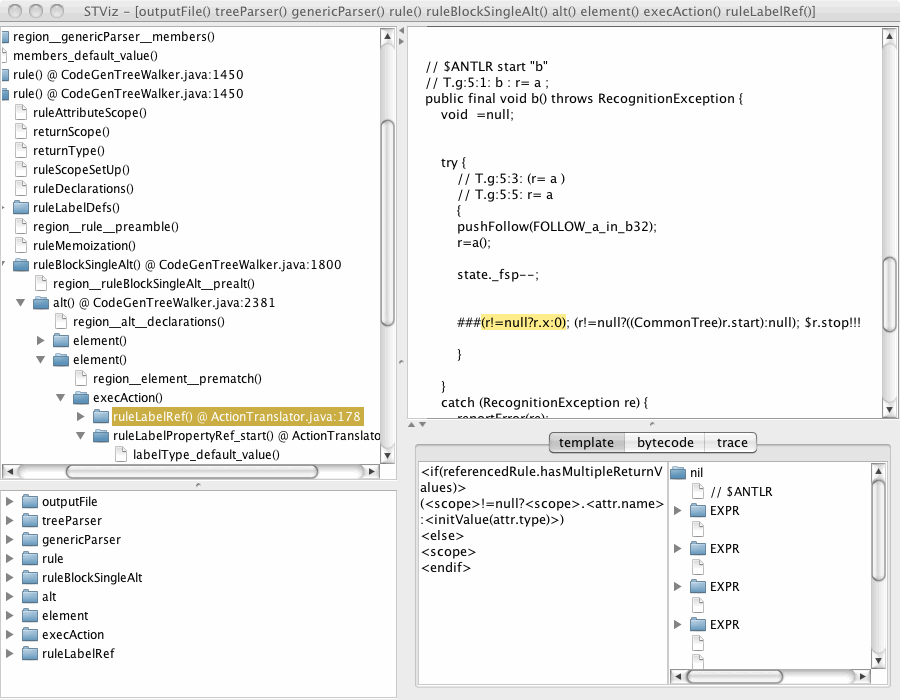 STViz - [outputFile() treeParser() genericParser() rule() ruleBlockSingleAlt() alt() element() execAction() ruleLabelRef()]
region__genericParser__members()
members_default_value()
rule() @ CodeGenTreeWalker.java:1450
rule() @ CodeGenTreeWalker.java:1450
ruleAttributeScope()
returnScope()
returnType()
ruleScopeSetUp()
ruleDeclarations()
ruleLabelDefs()
region__rule__preamble()
ruleMemoization()
ruleBlockSingleAlt() @ CodeGenTreeWalker.java:1800
region__ruleBlockSingleAlt__prealt()
alt() @ CodeGenTreeWalker.java:2381
region__alt__declarations()
element()
element()
region__element__prematch()
execAction()
ruleLabelRef() @ ActionTranslator.java:178
ruleLabelPropertyRef_start() @ ActionTranslato
labelType_default_value()
outputFile
treeParser
genericParser
rule
ruleBlockSingleAlt
alt
element
execAction
ruleLabelRef
// $ANTLR start "b"
// T.g:5:1: b : r= a ;
public final void b() throws RecognitionException {
void  =null;
try {
// T.g:5:3: (r= a )
// T.g:5:5: r= a
{
pushFollow(FOLLOW_a_in_b32);
r=a();
state._fsp--;
###(r!=null?r.x:0); (r!=null?((CommonTree)r.start):null); $r.stop!!!
}
}
catch (RecognitionException re) {
reportError(re);
template bytecode trace
<if(referencedRule.hasMultipleReturnV
alues)>
(<scope>!=null?<scope>.<attr.name>
:<initValue(attr.type)>)
<else>
<scope>
<endif>
nil
// $ANTLR
EXPR
EXPR
EXPR
EXPR